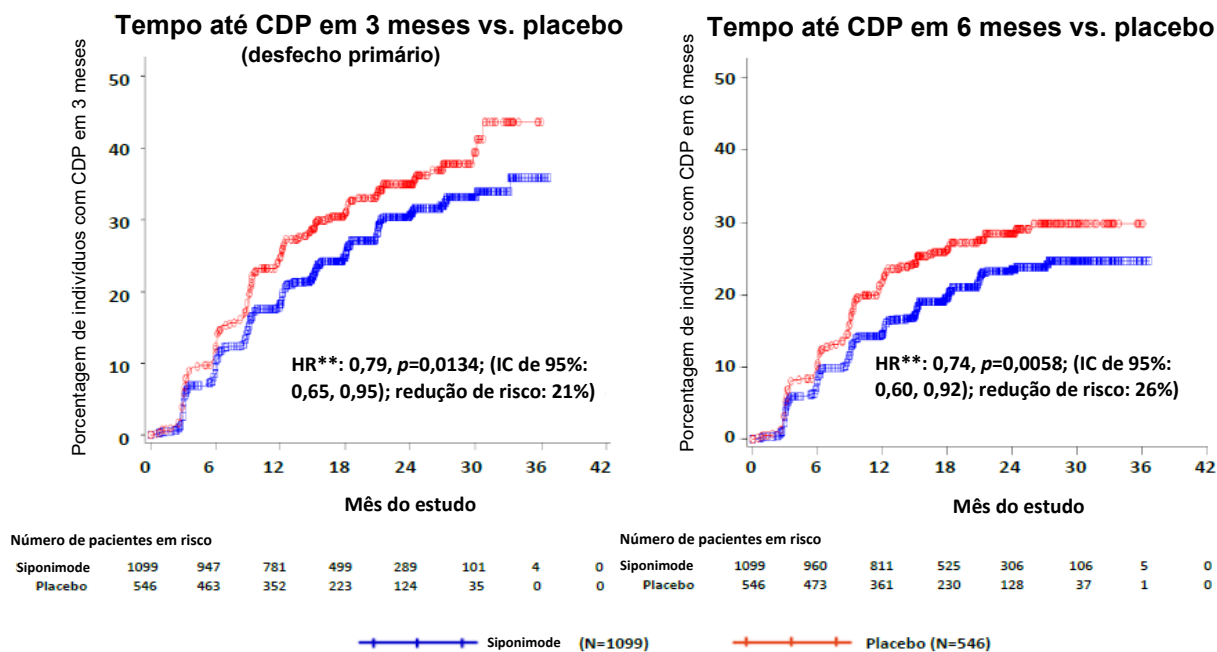 Tempo até CDP em 3 meses vs. placebo
(desfecho primário)
Porcentagem de indivíduos com CDP em 3 meses
50
40
30
20
10
0
HR**: 0,79, p=0,0134; (IC de 95%:
0,65, 0,95); redução de risco: 21%)
0 6 12 18 24 30 36 42
Mês do estudo
Número de pacientes em risco
Siponimode 1099 947 781 499 289 101 4 0
Placebo 546 463 352 223 124 35 0 0
Tempo até CDP em 6 meses vs. placebo
Porcentagem de indivíduos com CDP em 6 meses
50
40
30
20
10
0
HR**: 0,74, p=0,0058; (IC de 95%:
0,60, 0,92); redução de risco: 26%)
0 6 12 18 24 30 36 42
Mês do estudo
Número de pacientes em risco
Siponimode 1099 960 811 525 306 106 5 0
Placebo 546 473 361 230 128 37 1 0
Siponimode (N=1099) Placebo (N=546)